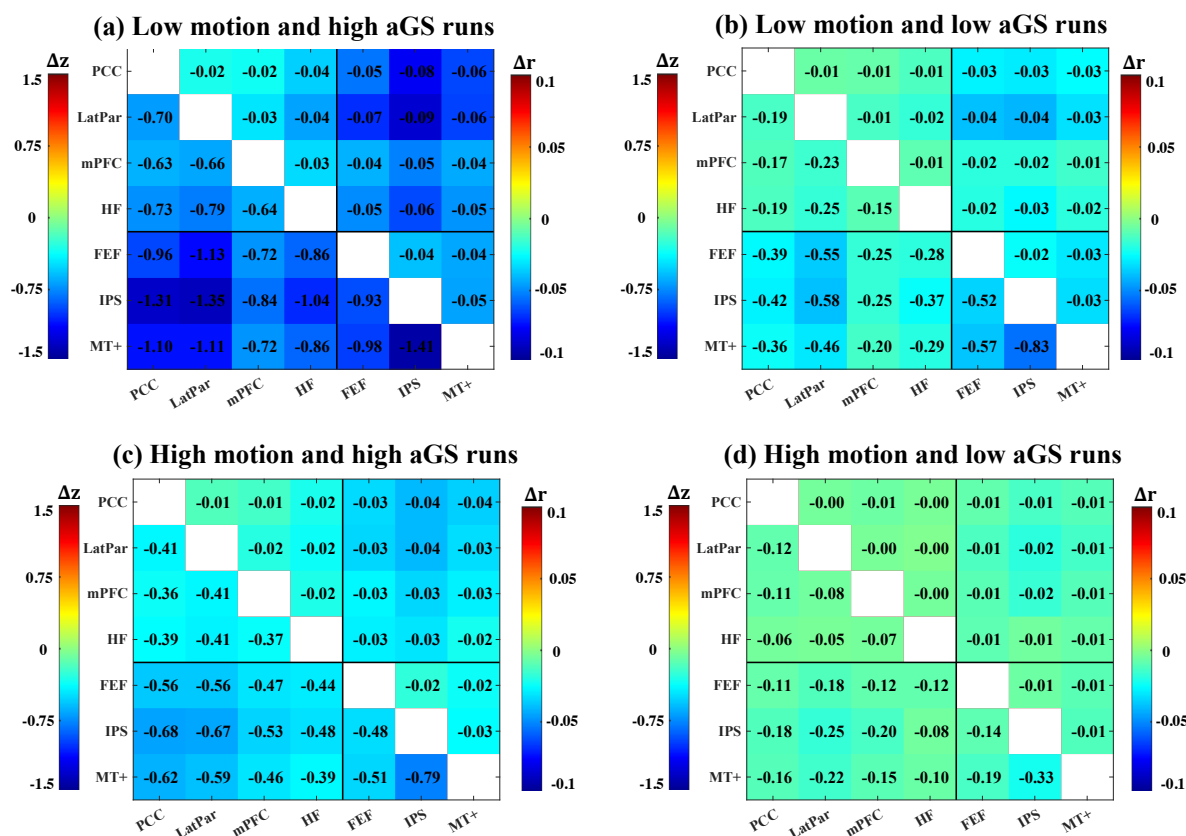 (a) Low motion and high aGS runs
Δz
1.5
0.75
0
-0.75
-1.5
PCC -0.02 -0.02 -0.04 -0.05 -0.08 -0.06
LatPar -0.70 -0.03 -0.04 -0.07 -0.09 -0.06
mPFC -0.63 -0.66 -0.03 -0.04 -0.05 -0.04
HF -0.73 -0.79 -0.64 -0.05 -0.06 -0.05
FEF -0.96 -1.13 -0.72 -0.86 -0.04 -0.04
IPS -1.31 -1.35 -0.84 -1.04 -0.93 -0.05
MT+ -1.10 -1.11 -0.72 -0.86 -0.98 -1.41
PCC LatPar mPFC HF FEF IPS MT+
Δr
0.1
0.05
0
-0.05
-0.1
(b) Low motion and low aGS runs
Δz
1.5
0.75
0
-0.75
-1.5
PCC -0.01 -0.01 -0.01 -0.03 -0.03 -0.03
LatPar -0.19 -0.01 -0.02 -0.04 -0.04 -0.03
mPFC -0.17 -0.23 -0.01 -0.02 -0.02 -0.01
HF -0.19 -0.25 -0.15 -0.02 -0.03 -0.02
FEF -0.39 -0.55 -0.25 -0.28 -0.02 -0.03
IPS -0.42 -0.58 -0.25 -0.37 -0.52 -0.03
MT+ -0.36 -0.46 -0.20 -0.29 -0.57 -0.83
PCC LatPar mPFC HF FEF IPS MT+
Δr
0.1
0.05
0
-0.05
-0.1
(c) High motion and high aGS runs
Δz
1.5
0.75
0
-0.75
-1.5
PCC -0.01 -0.01 -0.02 -0.03 -0.04 -0.04
LatPar -0.41 -0.02 -0.02 -0.03 -0.04 -0.03
mPFC -0.36 -0.41 -0.02 -0.03 -0.03 -0.03
HF -0.39 -0.41 -0.37 -0.03 -0.03 -0.02
FEF -0.56 -0.56 -0.47 -0.44 -0.02 -0.02
IPS -0.68 -0.67 -0.53 -0.48 -0.48 -0.03
MT+ -0.62 -0.59 -0.46 -0.39 -0.51 -0.79
PCC LatPar mPFC HF FEF IPS MT+
Δr
0.1
0.05
0
-0.05
-0.1
(d) High motion and low aGS runs
Δz
1.5
0.75
0
-0.75
-1.5
PCC -0.00 -0.01 -0.00 -0.01 -0.01 -0.01
LatPar -0.12 -0.00 -0.00 -0.01 -0.02 -0.01
mPFC -0.11 -0.08 -0.00 -0.01 -0.02 -0.01
HF -0.06 -0.05 -0.07 -0.01 -0.01 -0.01
FEF -0.11 -0.18 -0.12 -0.12 -0.01 -0.01
IPS -0.18 -0.25 -0.20 -0.08 -0.14 -0.01
MT+ -0.16 -0.22 -0.15 -0.10 -0.19 -0.33
PCC LatPar mPFC HF FEF IPS MT+
Δr
0.1
0.05
0
-0.05
-0.1